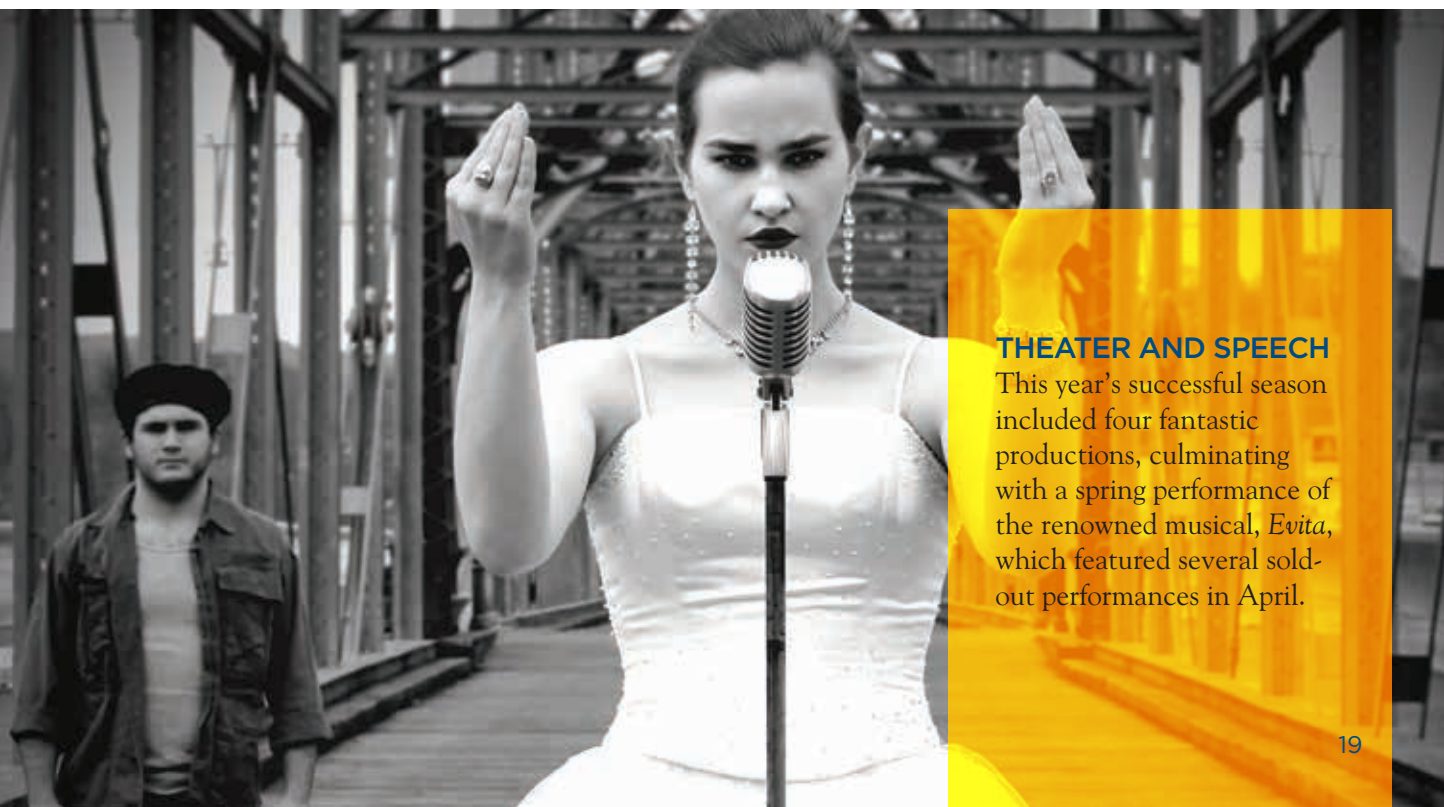 THEATER AND SPEECH
This year’s successful season
included four fantastic
productions, culminating
with a spring performance of
the renowned musical, Evita,
which featured several sold-
out performances in April.
19